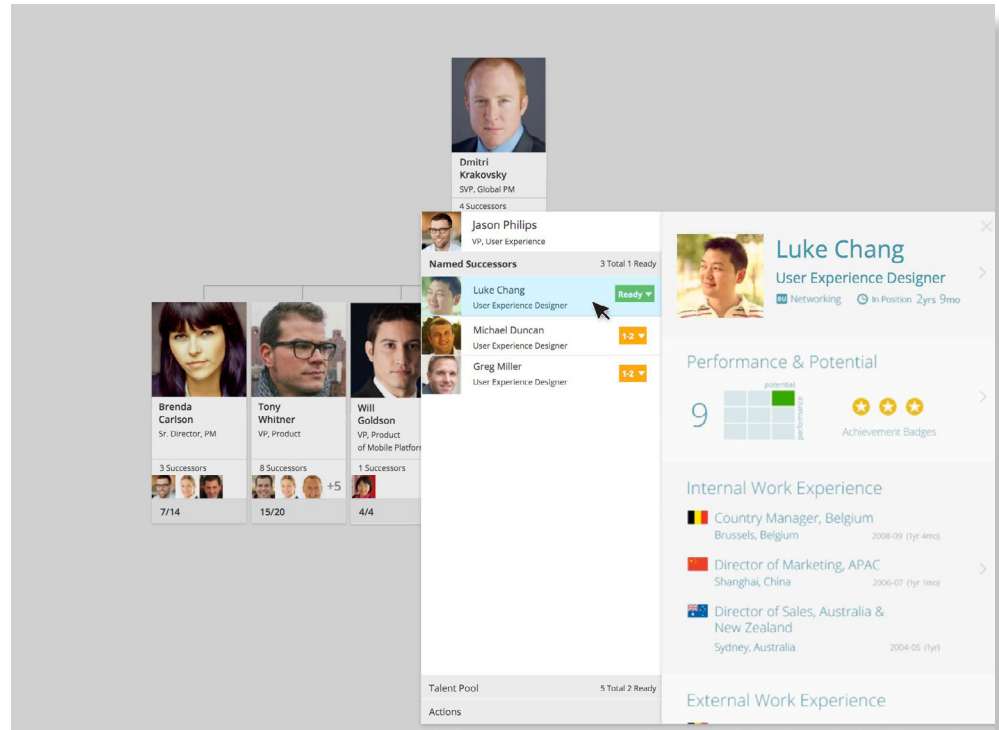 Dmitri
Krakovsky
SVP, Global PM
4 Successors
Brenda
Carlson
Sr. Director, PM
3 Successors
7/14
Tony
Whitner
VP, Product
8 Successors
+5
15/20
Will
Goldson
VP, Product
of Mobile Platfor
1 Successors
4/4
Jason Philips
VP, User Experience
Named Successors 3 Total 1 Ready
Luke Chang
User Experience Designer
Ready
Michael Duncan
User Experience Designer
1-2
Greg Miller
User Experience Designer
1-2
Talent Pool 5 Total 2 Ready
Actions
Luke Chang
User Experience Designer
BU Networking In Position 2yrs 9mo
Performance & Potential
potential
9
performance
Achievement Badges
Internal Work Experience
Country Manager, Belgium
Brussels, Belgium 2008-09 (1yr 4mo)
Director of Marketing, APAC
Shanghai, China 2006-07 (1yr 1mo)
Director of Sales, Australia &
New Zealand
Sydney, Australia 2004-05 (1yr)
External Work Experience